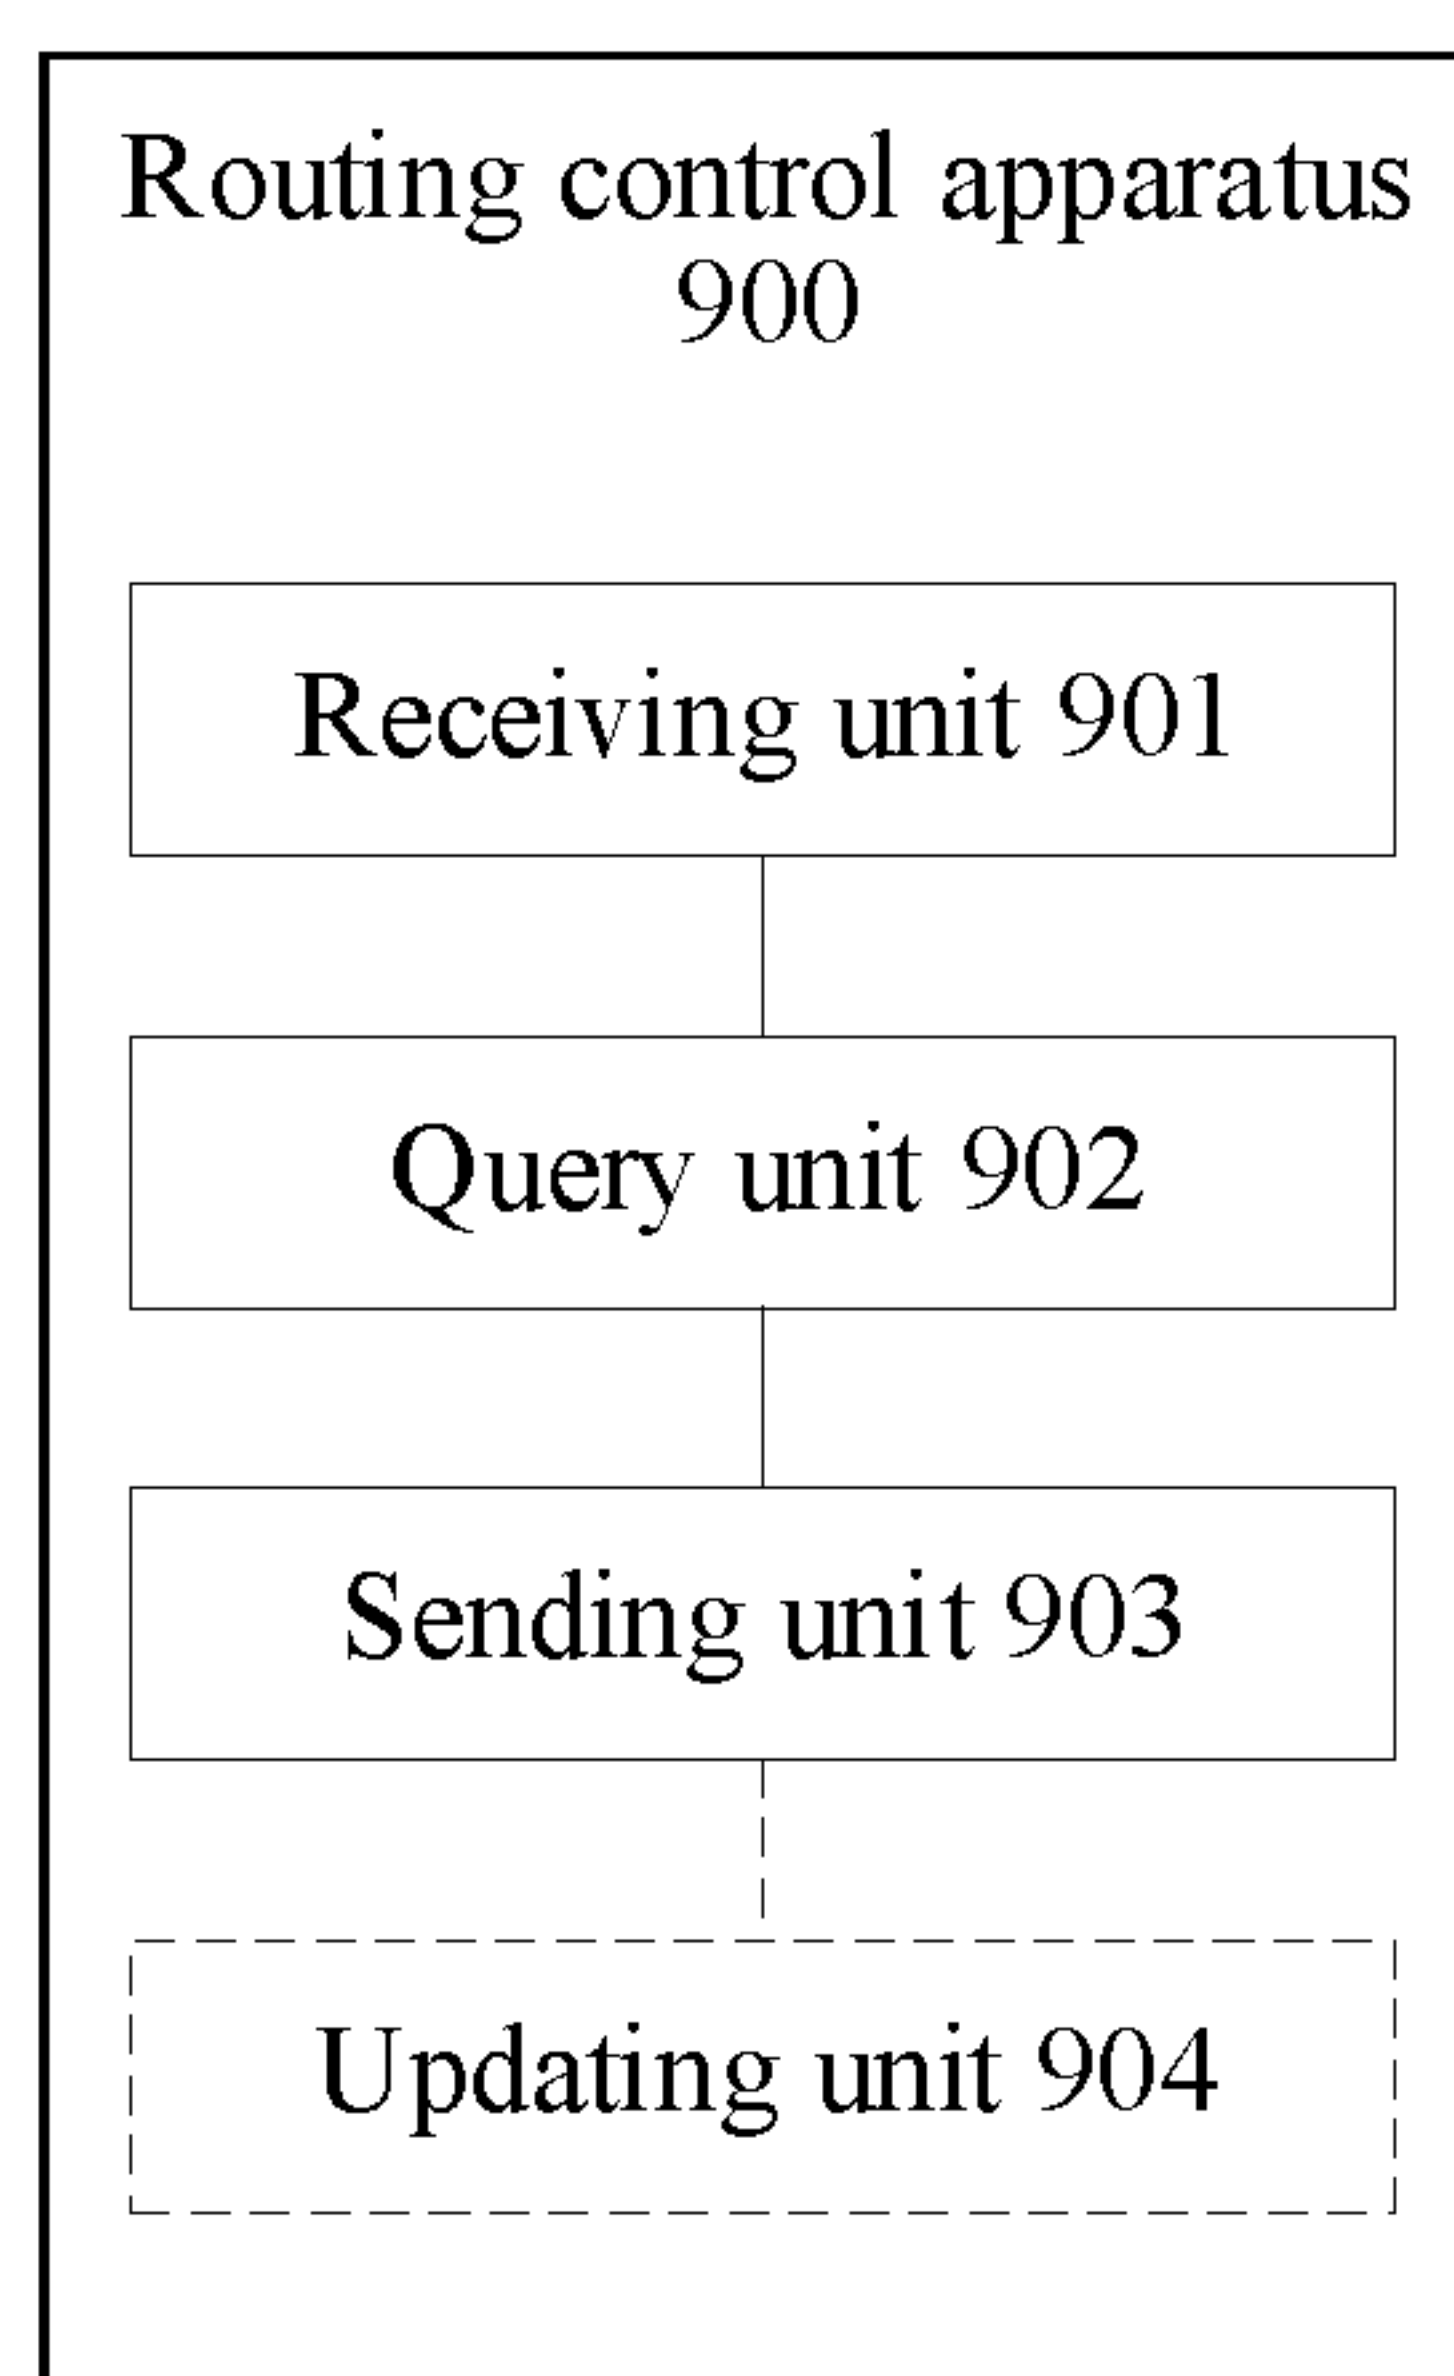 Routing control apparatus
900
Receiving unit 901
Query unit 902
Sending unit 903
Updating unit 904